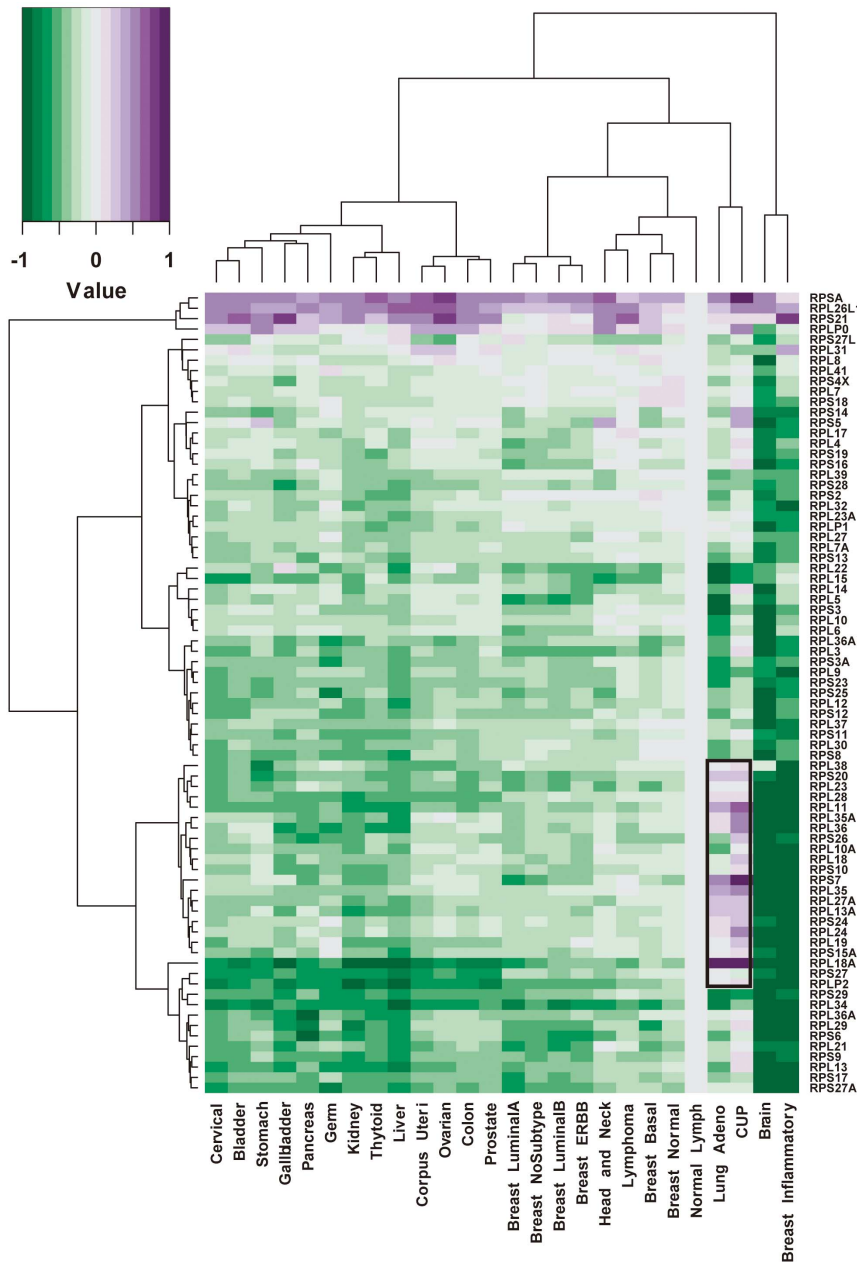 -1 0 1
Value
RPSA
RPL26L1
RPS21
RPLP0
RPS27L
RPL31
RPL8
RPL41
RPS4X
RPL7
RPS18
RPS14
RPS5
RPL17
RPL4
RPS19
RPS16
RPL39
RPS28
RPS2
RPL32
RPL23A
RPLP1
RPL27
RPL7A
RPS13
RPL22
RPL15
RPL14
RPL5
RPS3
RPL10
RPL6
RPL36A
RPL3
RPS3A
RPL9
RPS23
RPS25
RPL12
RPS12
RPL37
RPS11
RPL30
RPS8
RPL38
RPS20
RPL23
RPL28
RPL11
RPL35A
RPL36
RPS26
RPL10A
RPL18
RPS10
RPS7
RPL35
RPL27A
RPL13A
RPS24
RPL24
RPL19
RPS15A
RPL18A
RPS27
RPLP2
RPS29
RPL34
RPL36A
RPL29
RPS6
RPL21
RPS9
RPL13
RPS17
RPS27A
Cervical
Bladder
Stomach
Gallbladder
Pancreas
Germ
Kidney
Thytoid
Liver
Corpus Uteri
Ovarian
Colon
Prostate
Breast LuminalA
Breast NoSubtype
Breast LuminalB
Breast ERBB
Head and Neck
Lymphoma
Breast Basal
Breast Normal
Normal Lymph
Lung Adeno
CUP
Brain
Breast Inflammatory